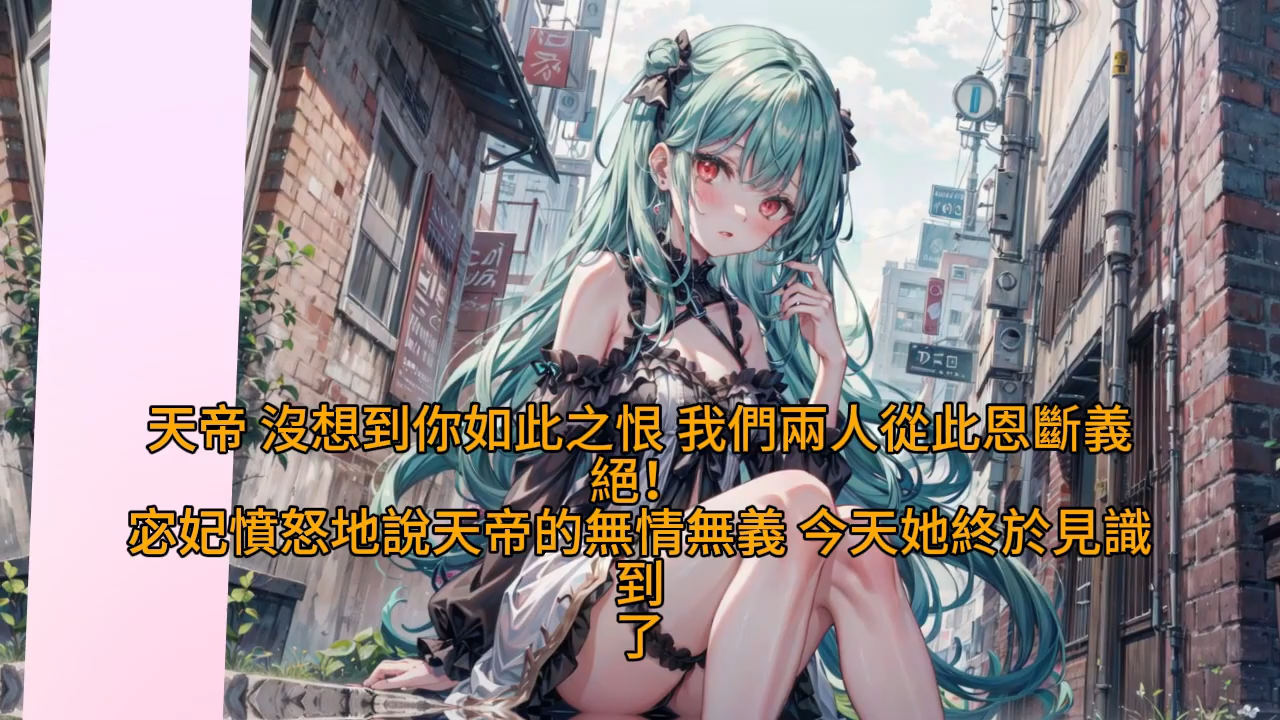 天帝 沒想到你如此之恨 我們兩人從此恩斷義
絕!
宓妃憤怒地說天帝的無情無義 今天她終於見識
到
了